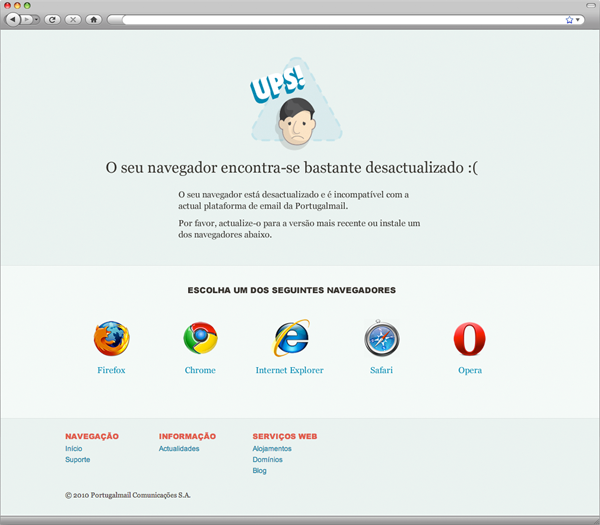 UPS!
O seu navegador encontra-se bastante desactualizado :(
O seu navegador está desactualizado e é incompatível com a
actual plataforma de email da Portugalmail.
Por favor, actualize-o para a versão mais recente ou instale um
dos navegadores abaixo.
ESCOLHA UM DOS SEGUINTES NAVEGADORES
Firefox
Chrome
Internet Explorer
Safari
Opera
NAVEGAÇÃO
Início
Suporte
INFORMAÇÃO
Actualidades
SERVIÇOS WEB
Alojamentos
Domínios
Blog
© 2010 Portugalmail Comunicações S.A.